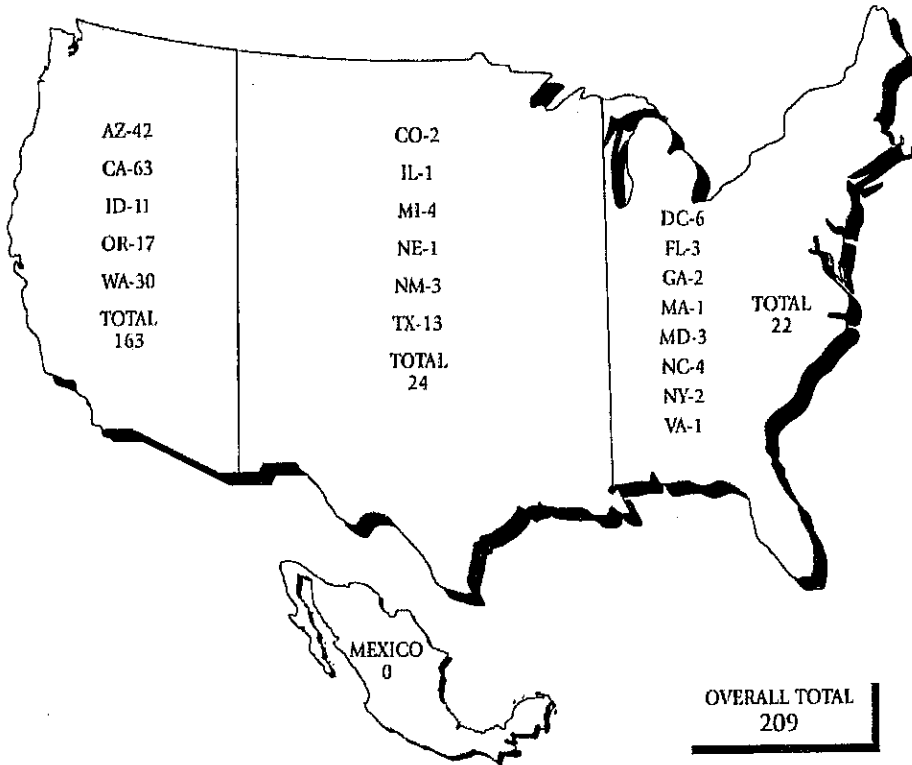 AZ-42
CA-63
ID-11
OR-17
WA-30
TOTAL
163
CO-2
IL-1
MI-4
NE-1
NM-3
TX-13
TOTAL
24
DC-6
FL-3
GA-2
MA-1
MD-3
NC-4
NY-2
VA-1
TOTAL
22
MEXICO
0
OVERALL TOTAL
209